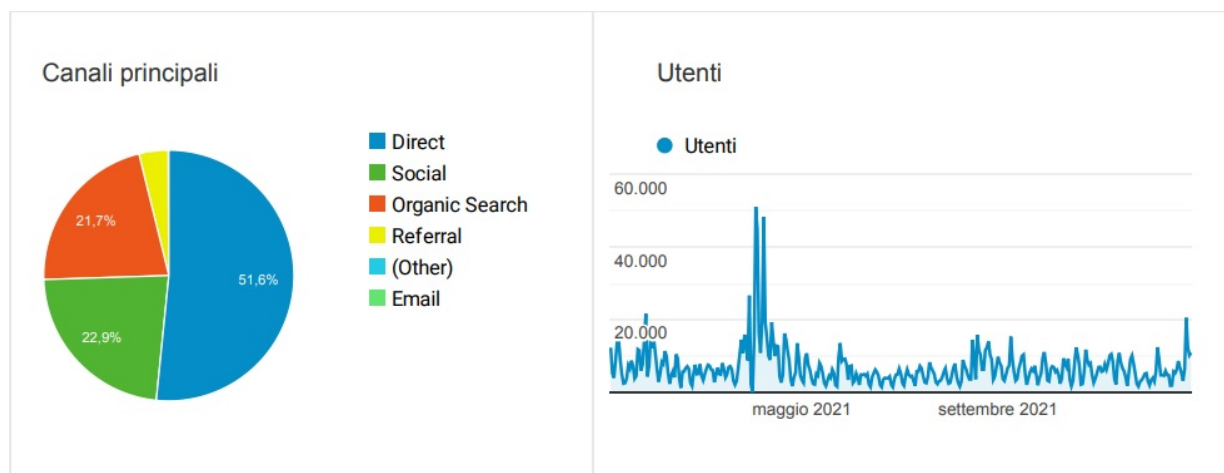 Canali principali
Direct
Social
Organic Search
Referral
(Other)
Email
21,7%
51,6%
22,9%
Utenti
Utenti
60.000
40.000
20.000
maggio 2021
settembre 2021